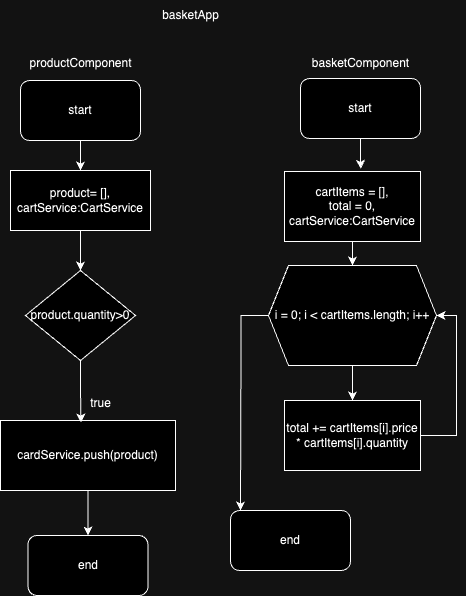 basketApp
productComponent
start
product= [],
cartService:CartService
product.quantity>0
true
cardService.push(product)
end
basketComponent
start
cartItems = [],
total = 0,
cartService:CartService
i = 0; i < cartItems.length; i++
total += cartItems[i].price
* cartItems[i].quantity
end